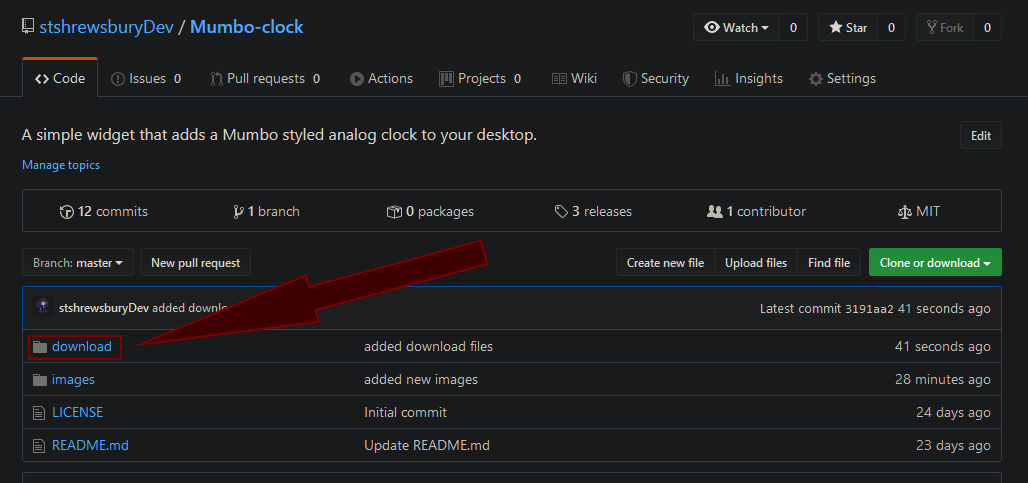 stshrewsburyDev / Mumbo-clock
Watch 0 Star 0 Fork 0
Code Issues 0 Pull requests 0 Actions Projects 0 Wiki Security Insights Settings
A simple widget that adds a Mumbo styled analog clock to your desktop. Edit
Manage topics
12 commits 1 branch 0 packages 3 releases 1 contributor MIT
Branch: master New pull request Create new file Upload files Find file Clone or download
stshrewsburyDev added downlo Latest commit 3191aa2 41 seconds ago
download added download files 41 seconds ago
images added new images 28 minutes ago
LICENSE Initial commit 24 days ago
README.md Update README.md 23 days ago